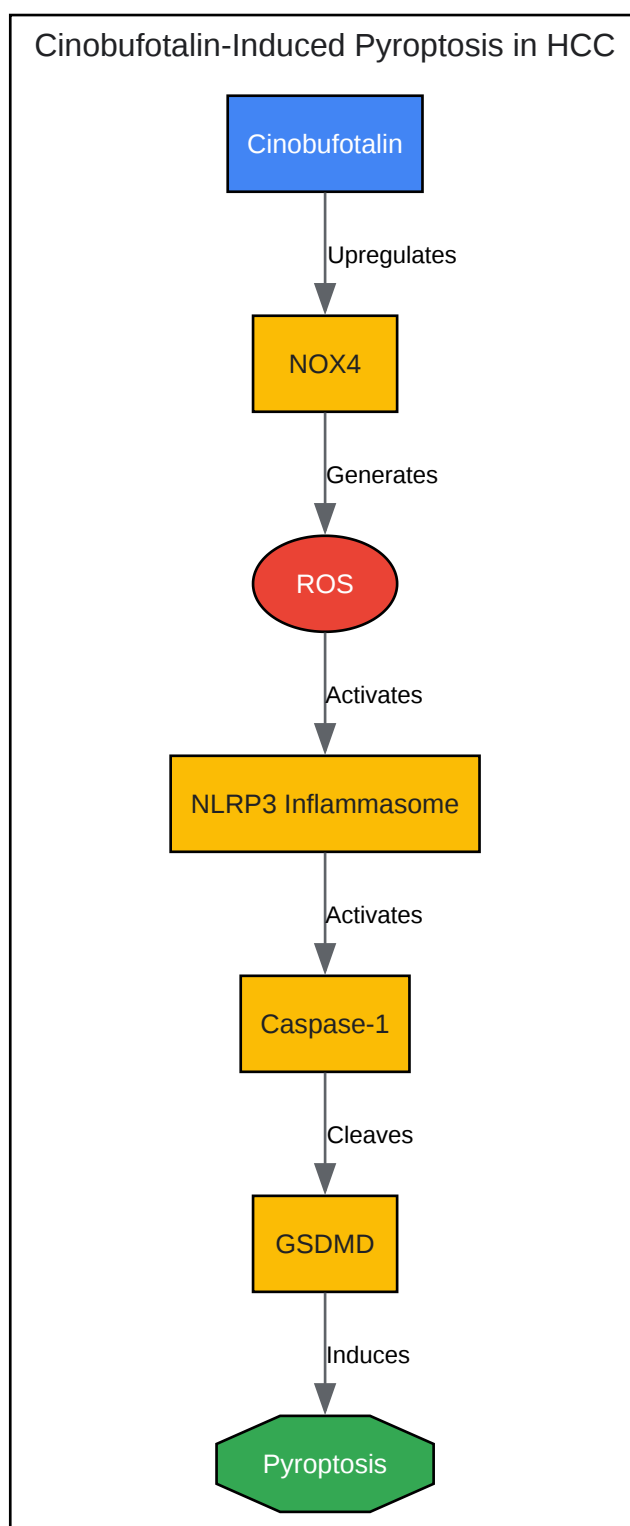 Cinobufotalin-Induced Pyroptosis in HCC
Cinobufotalin
Upregulates
NOX4
Generates
ROS
Activates
NLRP3 Inflammasome
Activates
Caspase-1
Cleaves
GSDMD
Induces
Pyroptosis